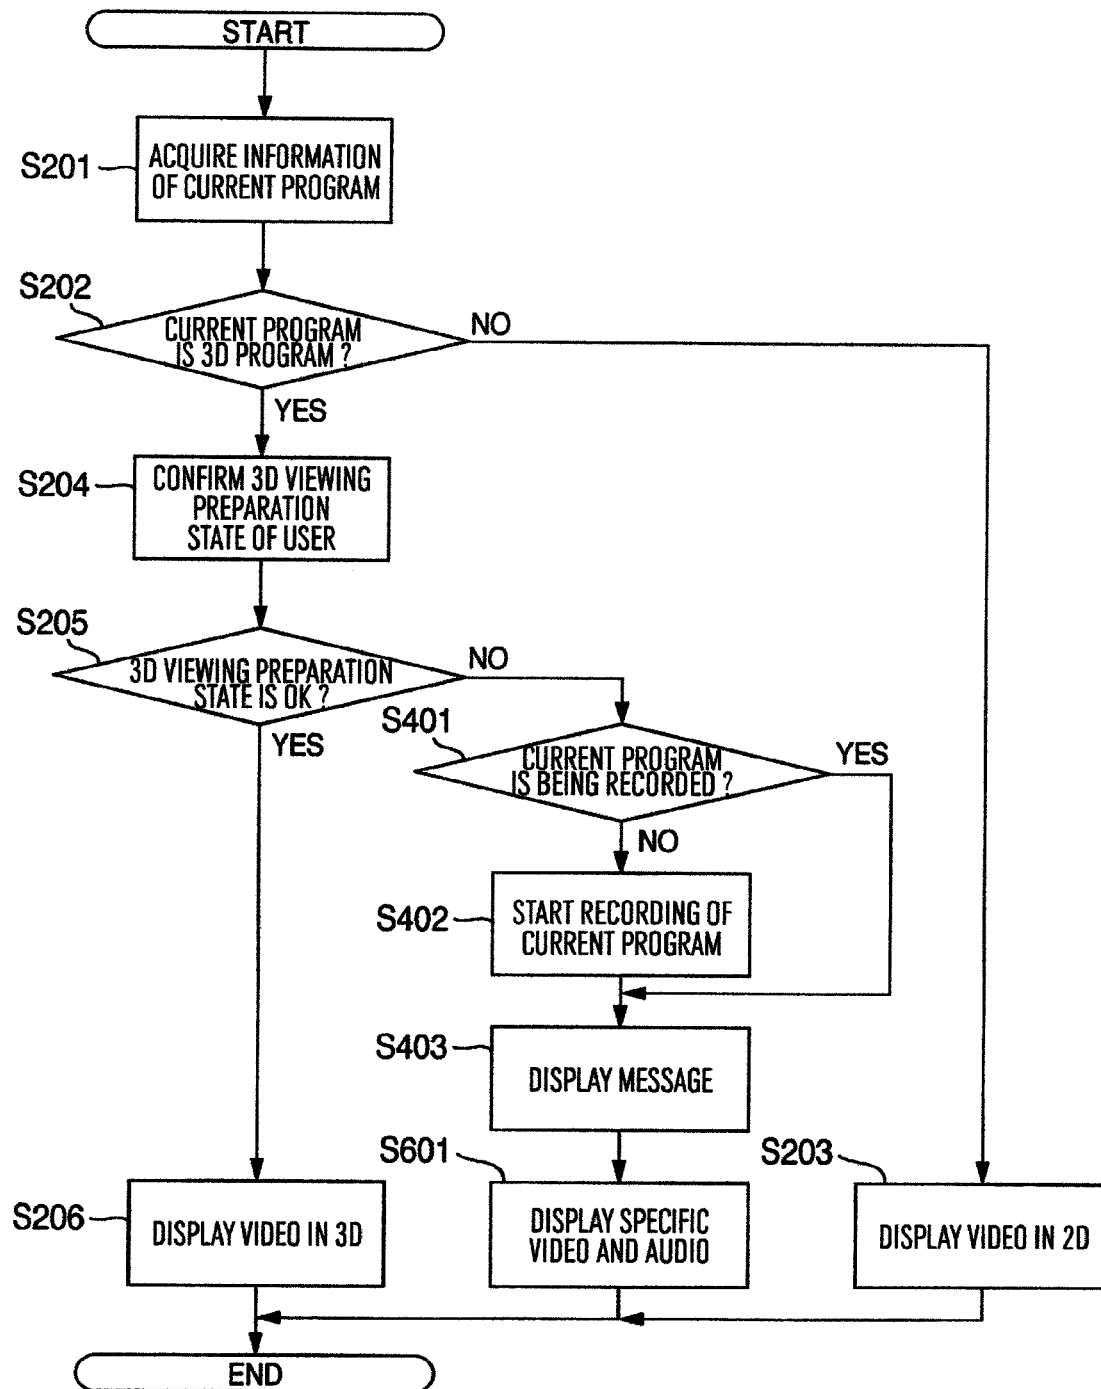 START
S201
ACQUIRE INFORMATION
OF CURRENT PROGRAM
S202
CURRENT PROGRAM
IS 3D PROGRAM ?
NO
YES
S204
CONFIRM 3D VIEWING
PREPARATION
STATE OF USER
S205
3D VIEWING PREPARATION
STATE IS OK ?
NO
YES
S401
CURRENT PROGRAM
IS BEING RECORDED ?
YES
NO
S402
START RECORDING OF
CURRENT PROGRAM
S403
DISPLAY MESSAGE
S206
DISPLAY VIDEO IN 3D
S601
DISPLAY SPECIFIC
VIDEO AND AUDIO
S203
DISPLAY VIDEO IN 2D
END